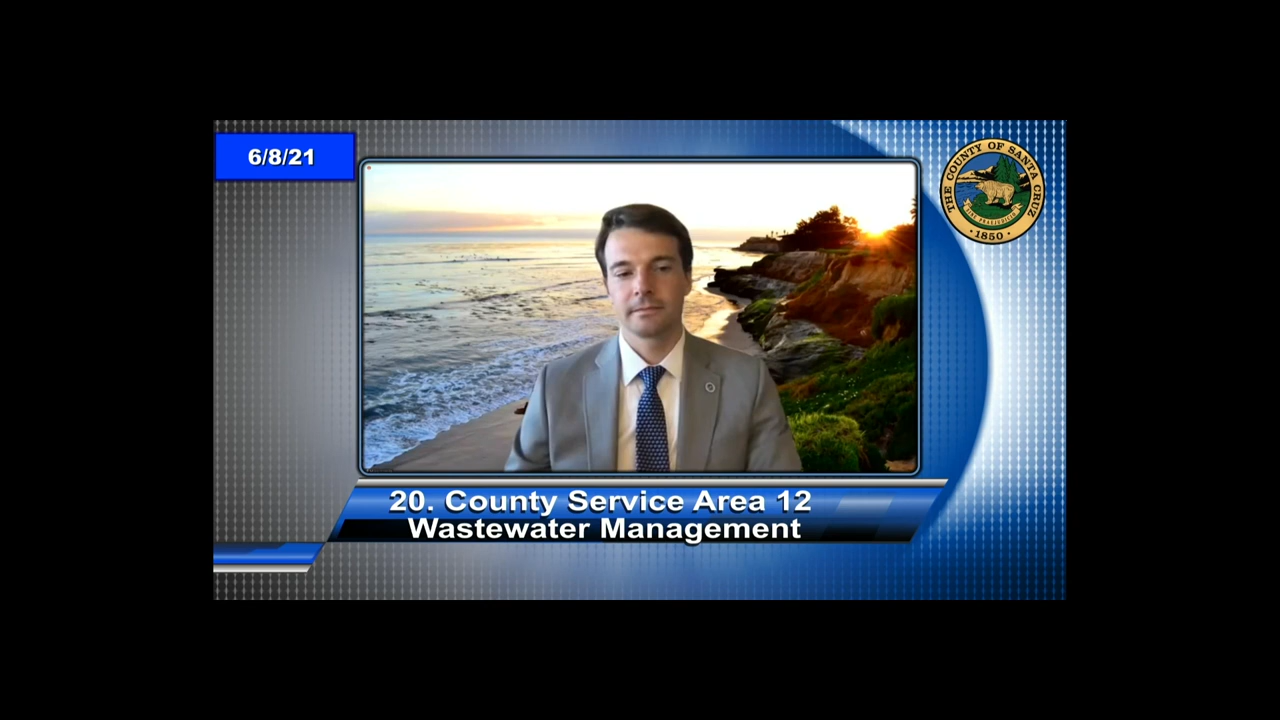 6/8/21
THE COUNTY OF SANTA CRUZ
· 1850 ·
20. County Service Area 12
Wastewater Management